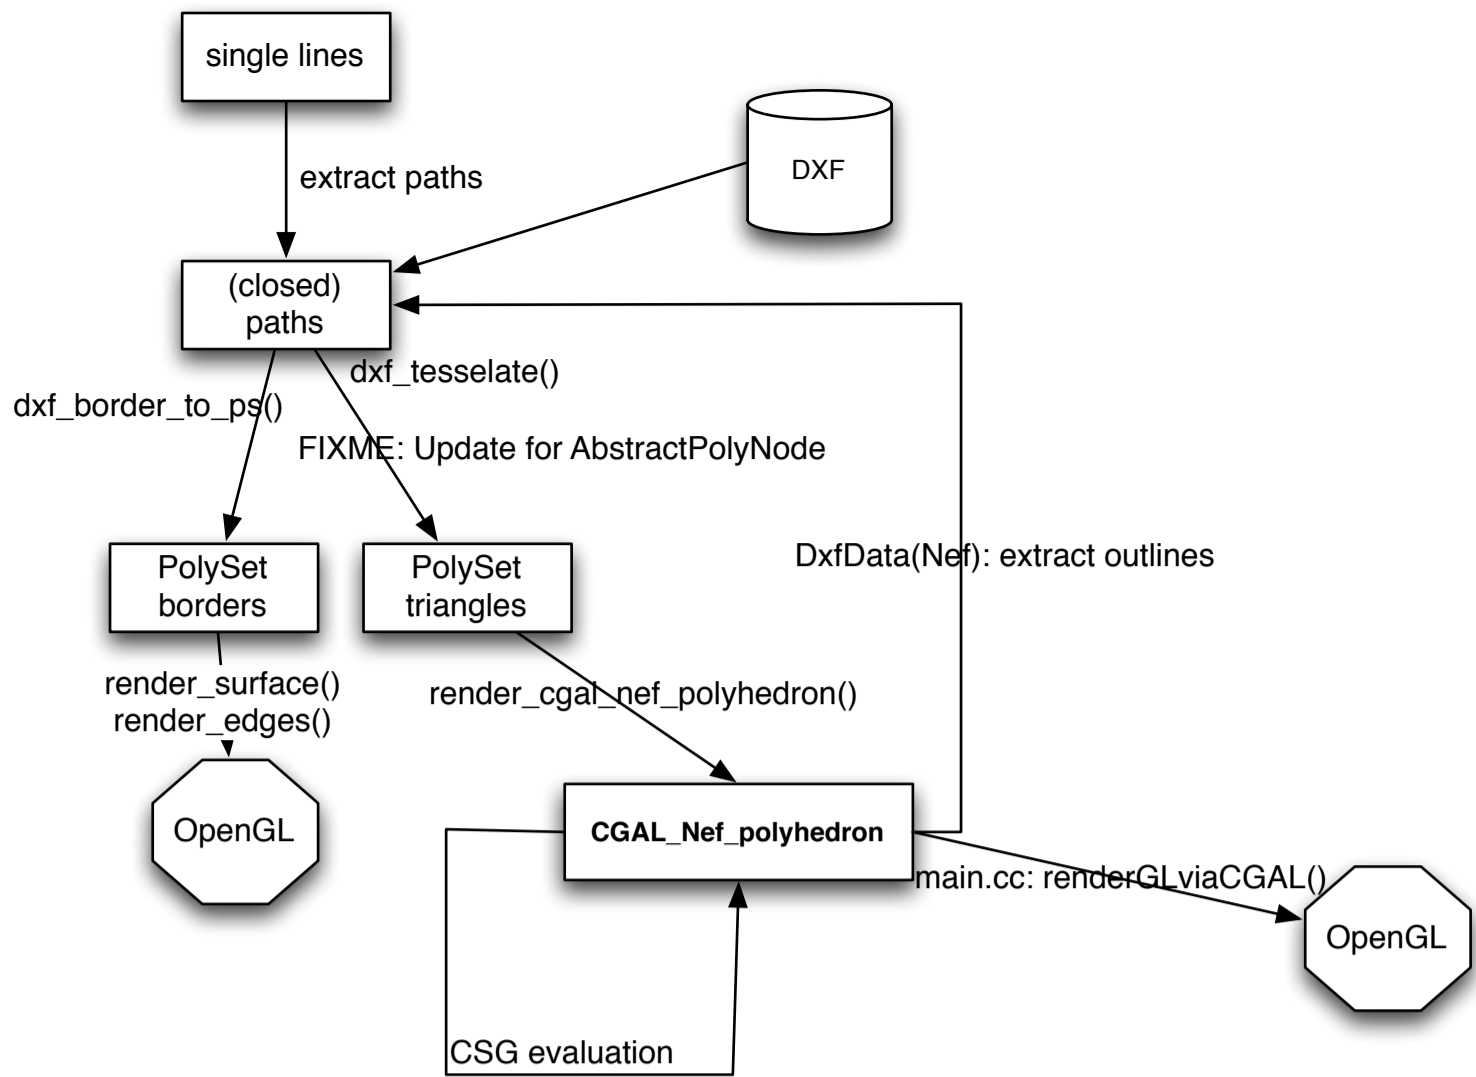 single lines
DXF
extract paths
(closed)
paths
dxf_tesselate()
dxf_border_to_ps()
FIXME: Update for AbstractPolyNode
PolySet
borders
PolySet
triangles
DxfData(Nef): extract outlines
render_surface()
render_edges()
render_cgal_nef_polyhedron()
OpenGL
CGAL_Nef_polyhedron
main.cc: renderGLviaCGAL()
OpenGL
CSG evaluation